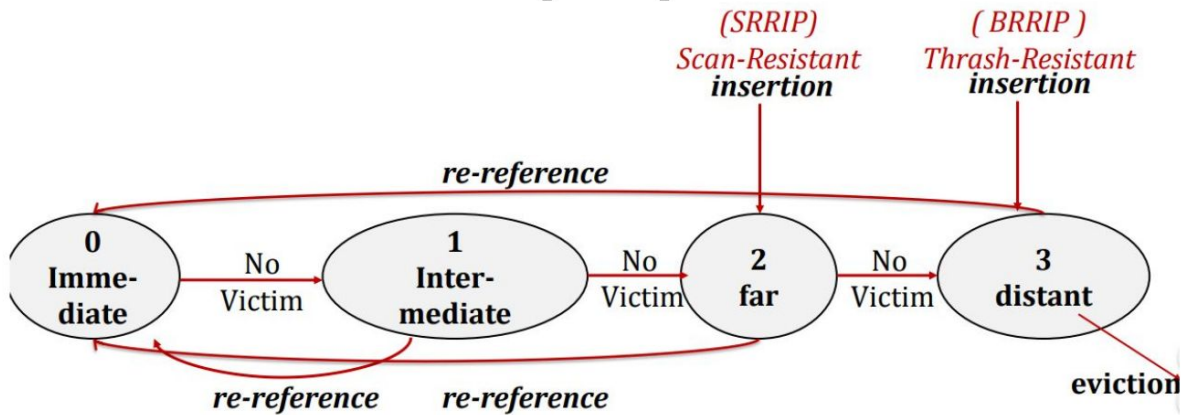 (SRRIP)
Scan-Resistant
insertion
( BRRIP )
Thrash-Resistant
insertion
re-reference
0
Imme-
diate
No
Victim
1
Inter-
mediate
No
Victim
2
far
No
Victim
3
distant
re-reference
re-reference
eviction